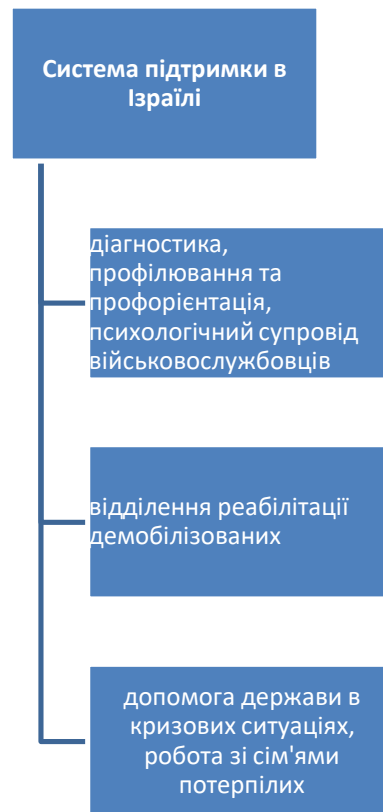 Система підтримки в
Ізраїлі
діагностика,
профілювання та
профорієнтація,
психологічний супровід
військовослужбовців
відділення реабілітації
демобілізованих
допомога держави в
кризових ситуаціях,
робота зі сім'ями
потерпілих